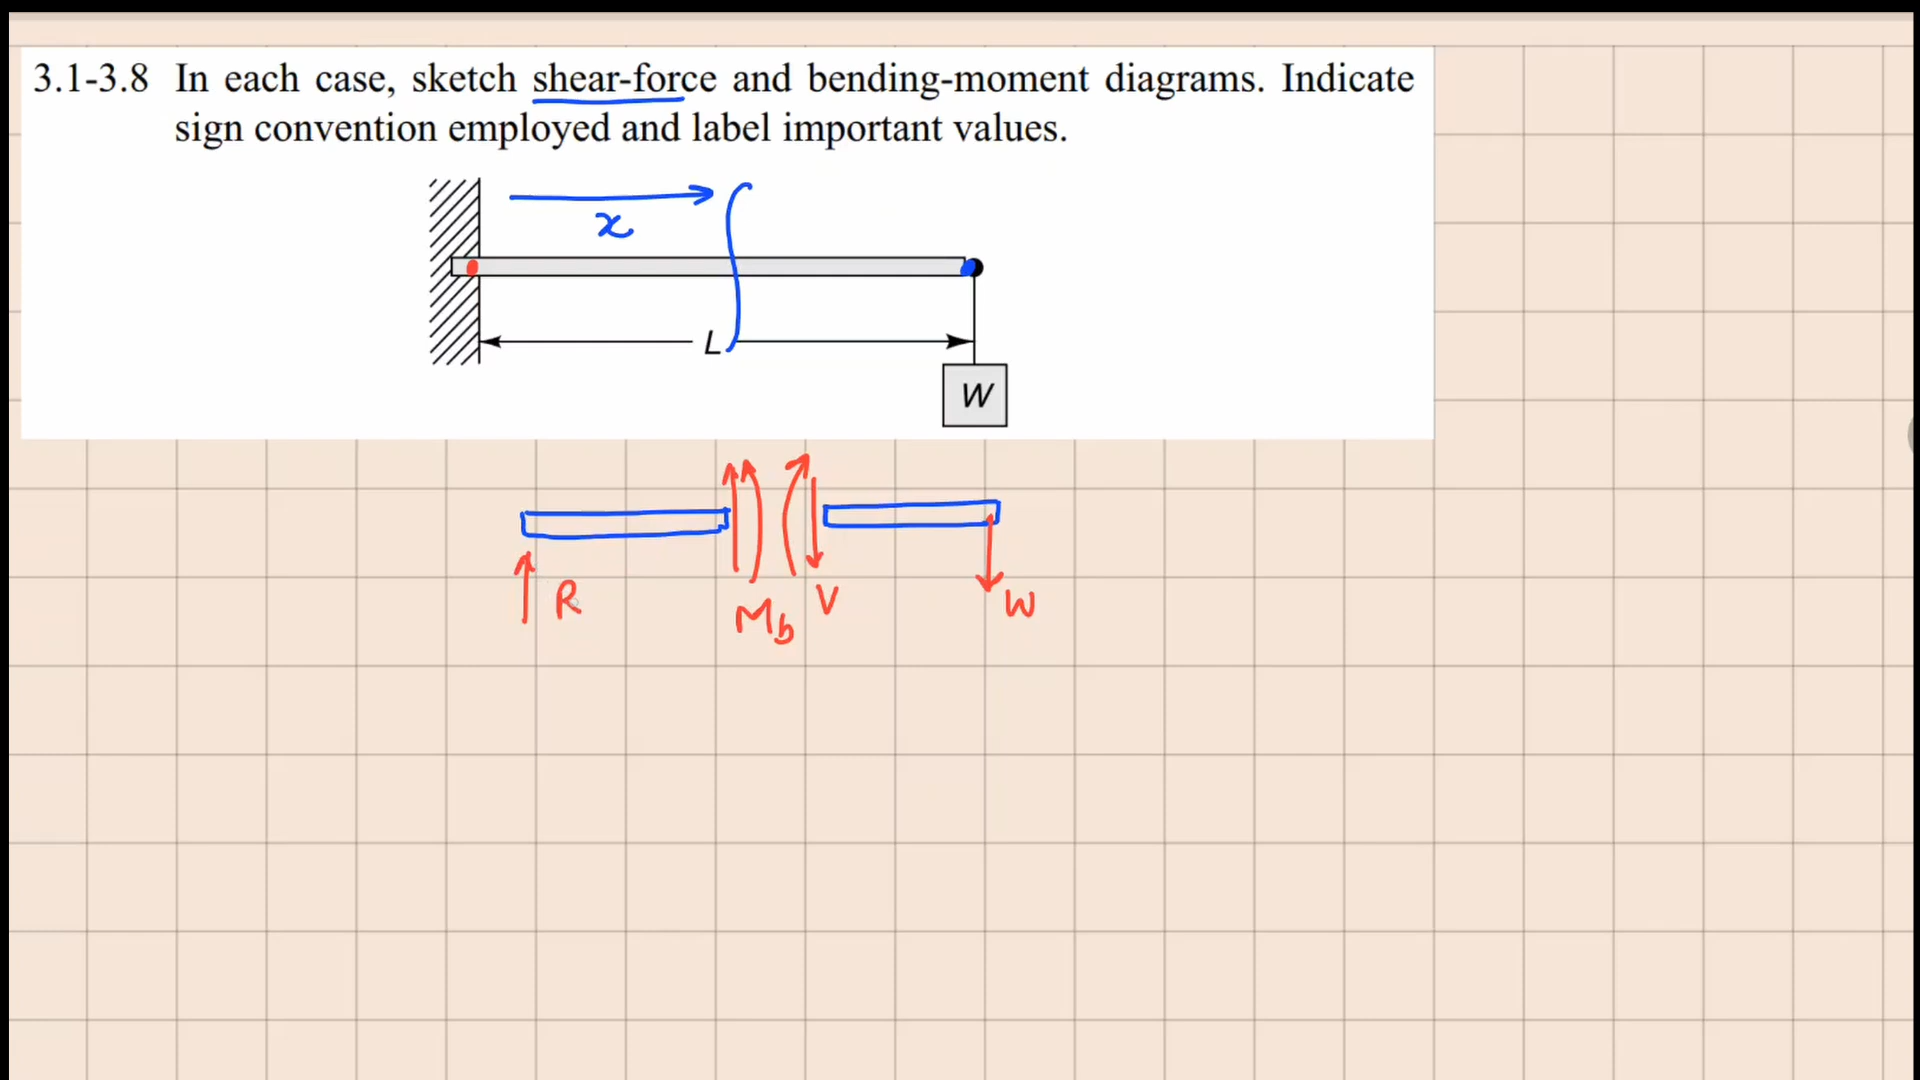 3.1-3.8 In each case, sketch shear-force and bending-moment diagrams. Indicate
sign convention employed and label important values.
x
L
W
R
Mb
V
W